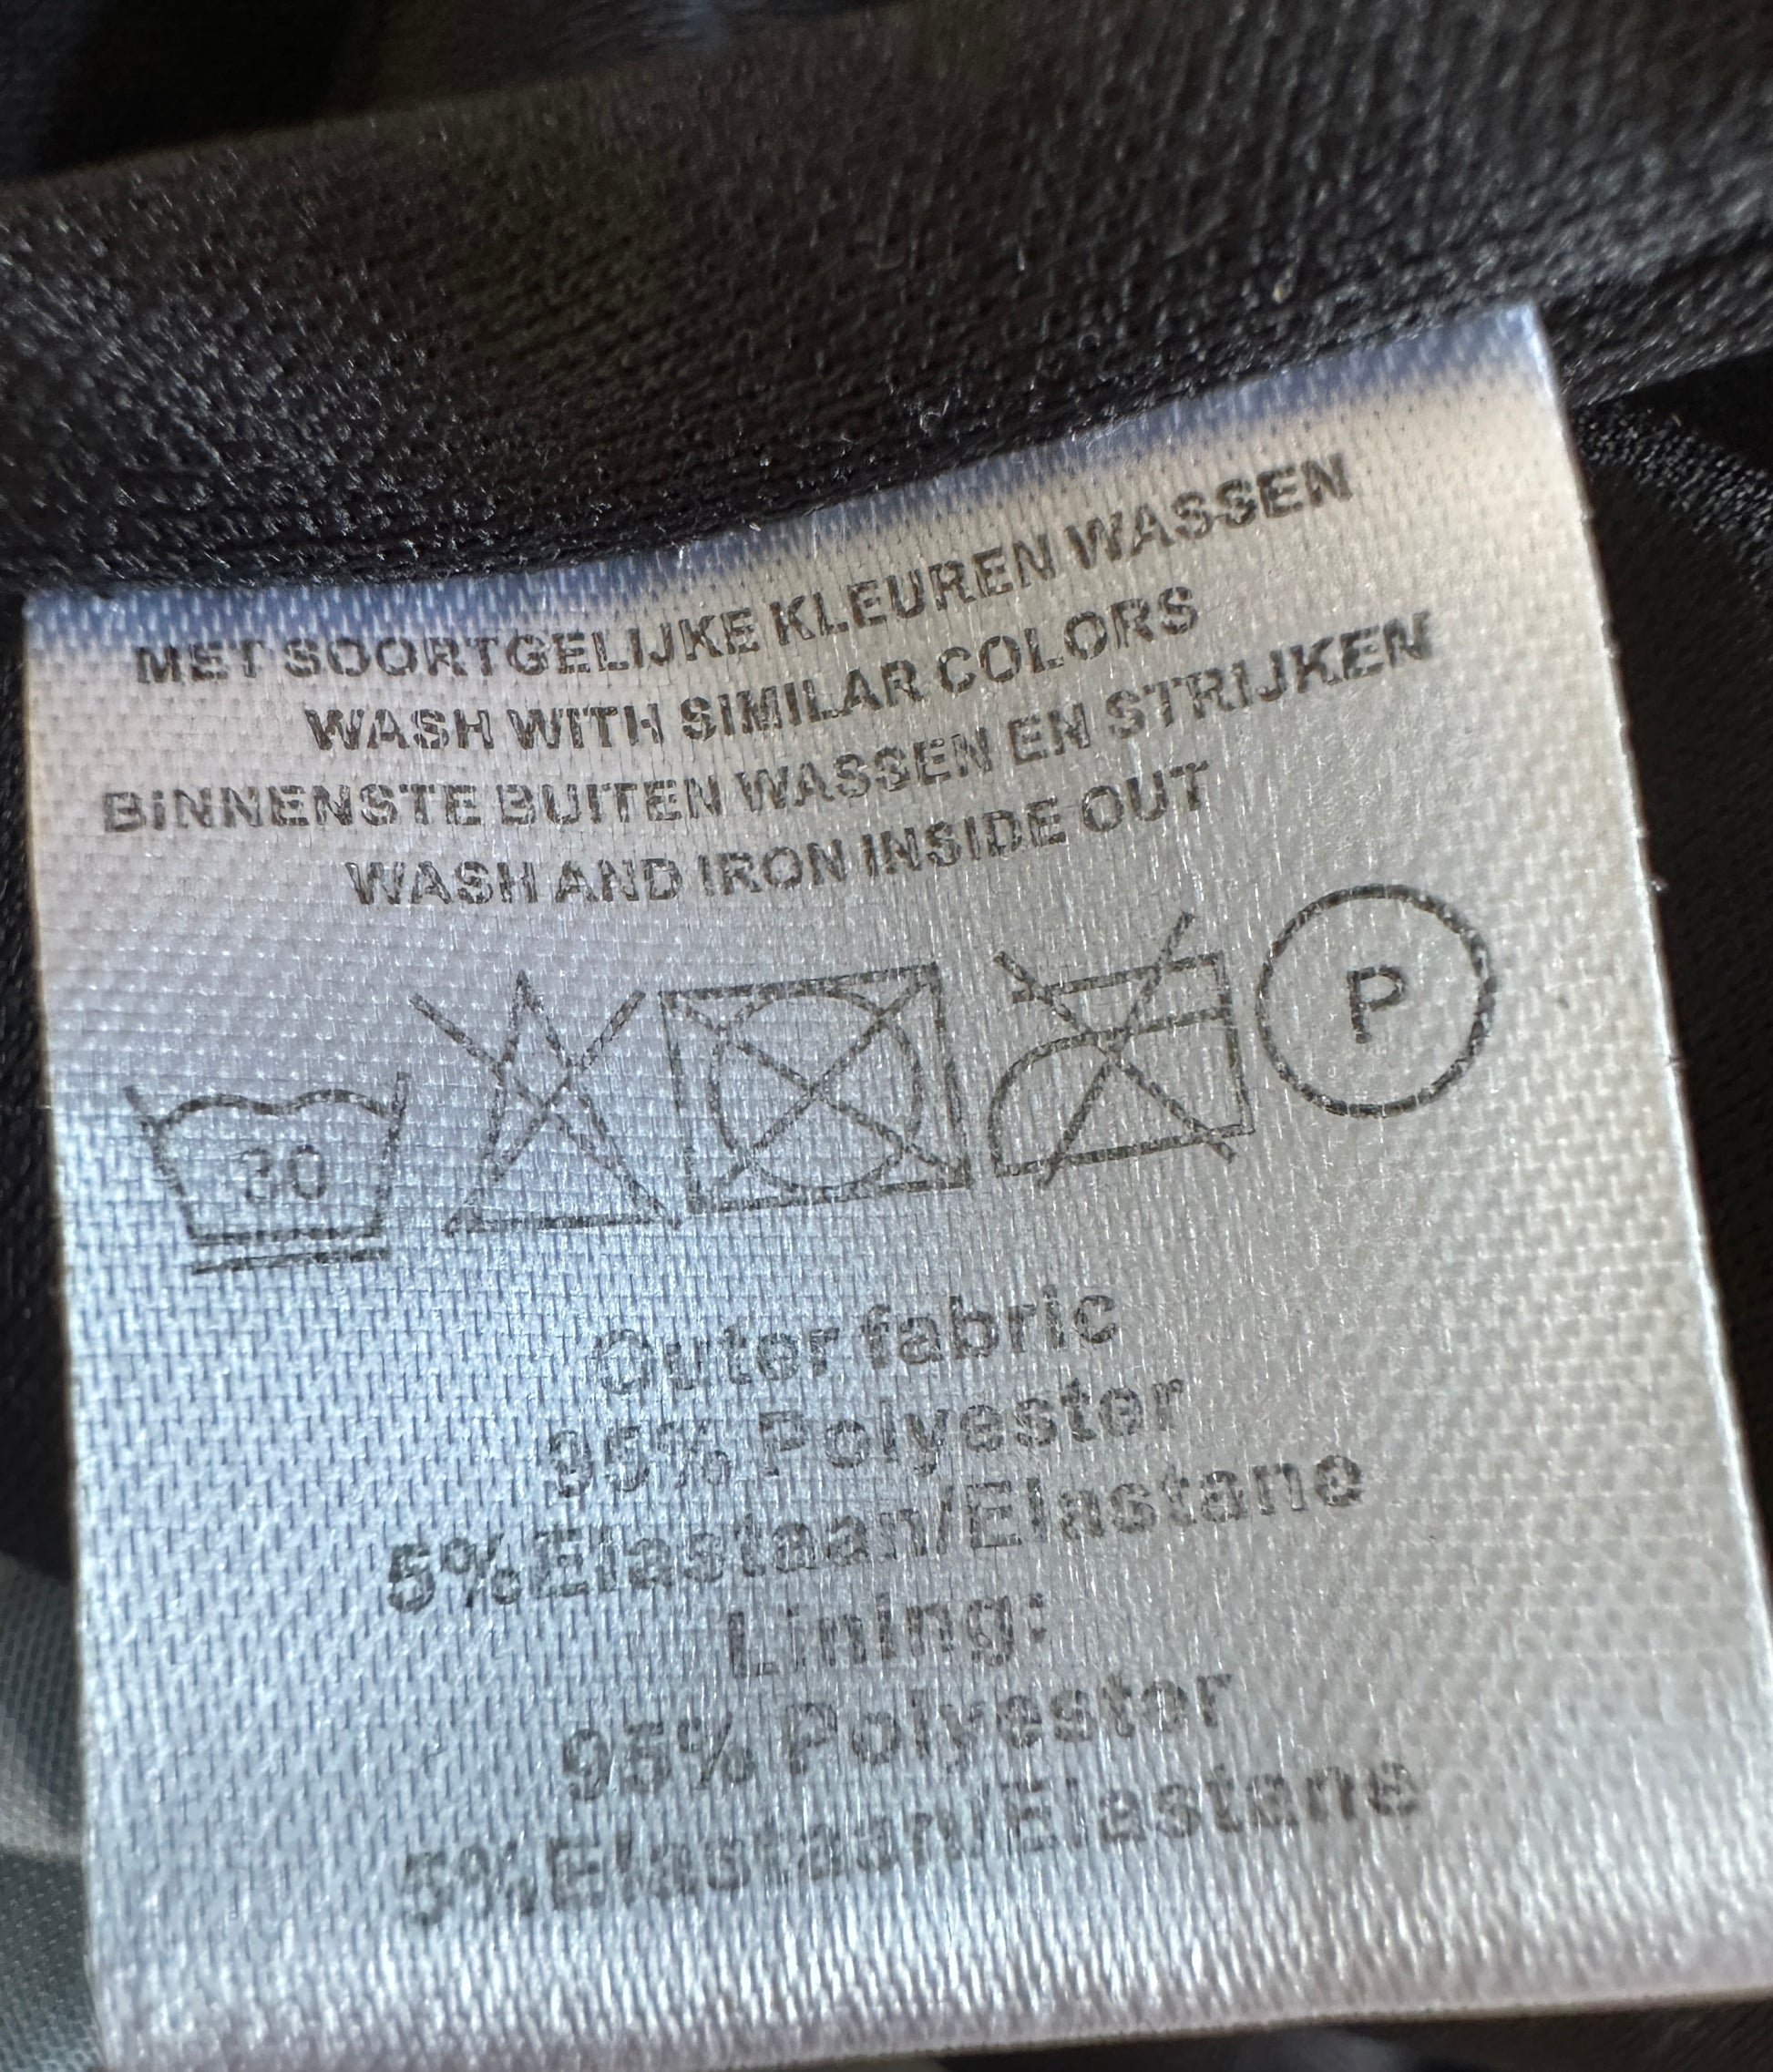 MET SOORTGELIJKE KLEUREN WASSEN
WASH WITH SIMILAR COLORS
BINNENSTE BUITEN WASSEN EN STRIJKEN
WASH AND IRON INSIDE OUT
30 P
Outer fabric
95% Polyester
5%Elastaan/Elastane
Lining:
95% Polyester
5%Elastaan/Elastane